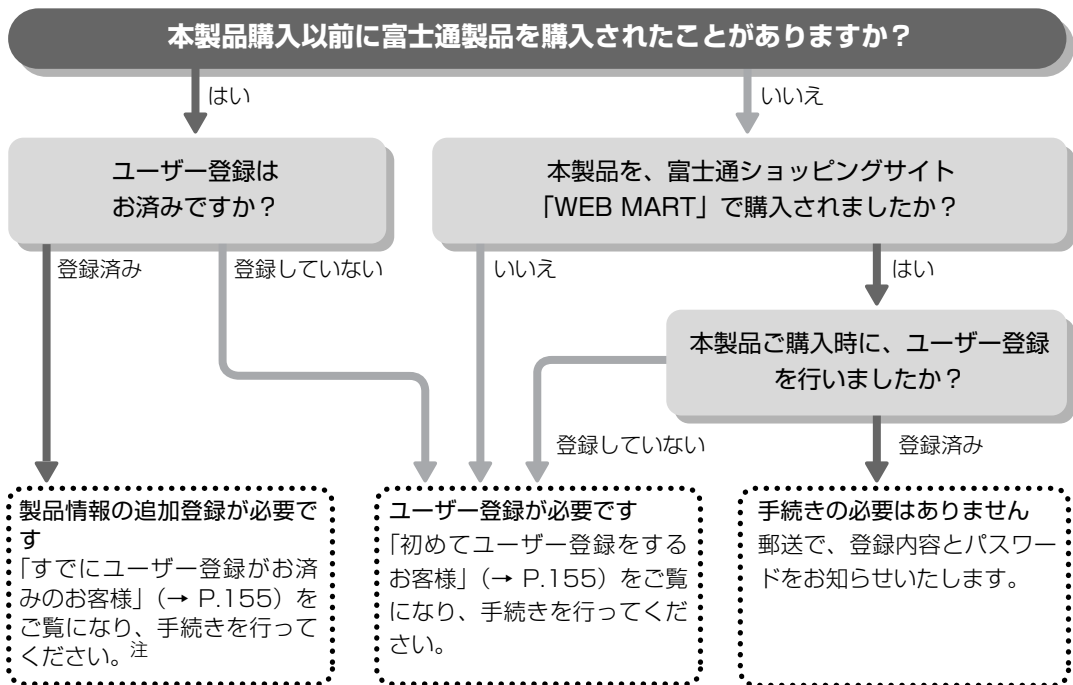 本製品購入以前に富士通製品を購入されたことがありますか？
はい
いいえ
ユーザー登録は
お済みですか？
本製品を、富士通ショッピングサイト
「WEB MART」で購入されましたか？
登録済み
登録していない
いいえ
はい
本製品ご購入時に、ユーザー登録
を行いましたか？
登録していない
登録済み
製品情報の追加登録が必要で
す
「すでにユーザー登録がお済
みのお客様」（→ P.155）を
ご覧になり、手続きを行って
ください。注
ユーザー登録が必要です
「初めてユーザー登録をする
お客様」（→ P.155）をご覧
になり、手続きを行ってくだ
さい。
手続きの必要はありません
郵送で、登録内容とパスワー
ドをお知らせいたします。